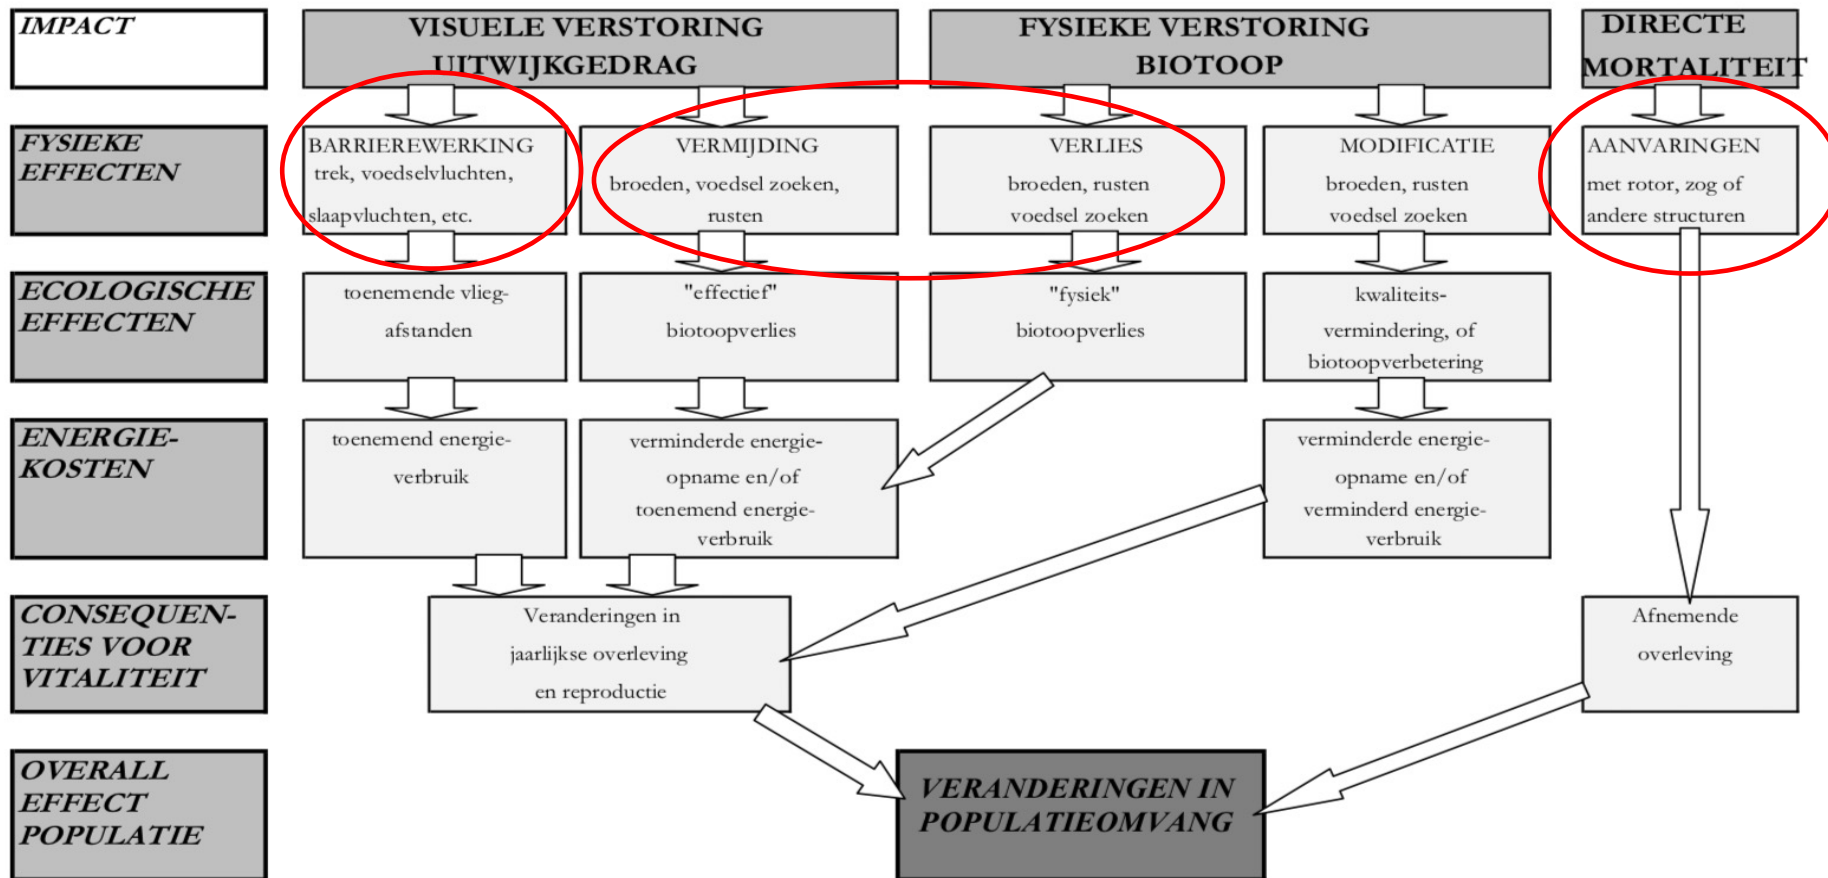 IMPACT
VISUELE VERSTORING
UITWIJKGEDRAG
FYSIEKE VERSTORING
BIOTOOP
DIRECTE
MORTALITEIT
FYSIEKE
EFFECTEN
BARRIEREWERKING
trek, voedselvluchten,
slaapvluchten, etc.
VERMIJDING
broeden, voedsel zoeken,
rusten
VERLIES
broeden, rusten
voedsel zoeken
MODIFICATIE
broeden, rusten
voedsel zoeken
AANVARINGEN
met rotor, zog of
andere structuren
ECOLOGISCHE
EFFECTEN
toenemende vlieg-
afstanden
"effectief"
biotoopverlies
"fysiek"
biotoopverlies
kwaliteits-
vermindering, of
biotoopverbetering
ENERGIE-
KOSTEN
toenemend energie-
verbruik
verminderde energie-
opname en/of
toenemend energie-
verbruik
verminderde energie-
opname en/of
verminderd energie-
verbruik
CONSEQUEN-
TIES VOOR
VITALITEIT
Veranderingen in
jaarlijkse overleving
en reproductie
Afnemende
overleving
OVERALL
EFFECT
POPULATIE
VERANDERINGEN IN
POPULATIEOMVANG